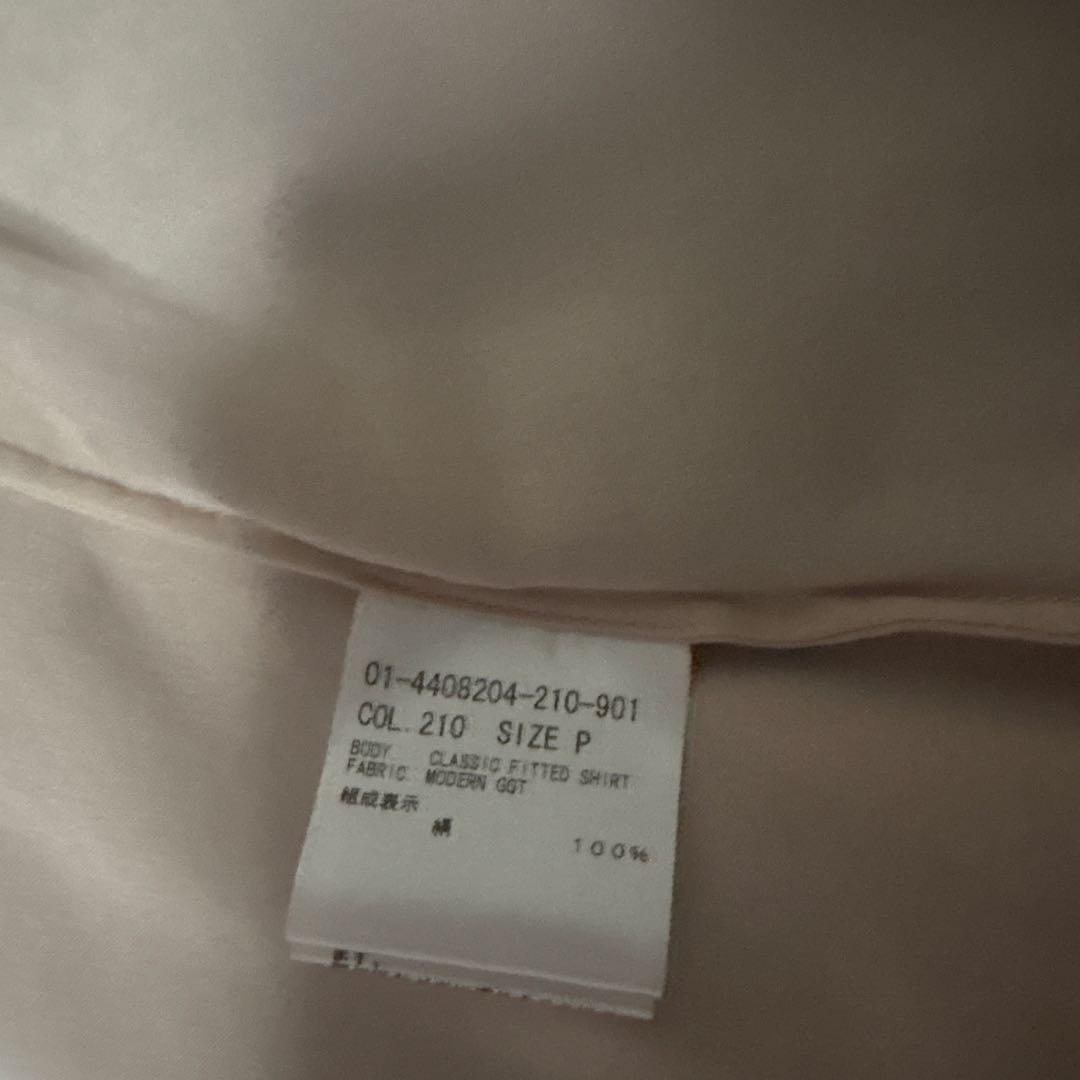 01-4408204-210-901
COL. 210 SIZE P
BODY. CLASSIC FITTED SHIRT
FABRIC. MODERN GGT
組成表示
絹 100%